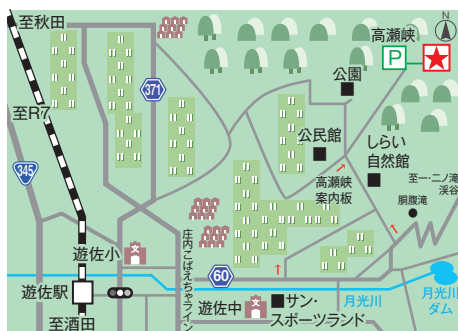 至秋田
高瀬峡
N
P
371
公園
至R7
公民館
しらい
自然館
345
高瀬峡
案内板
至一・二ノ滝
渓谷
胴腹滝
遊佐小
庄内こばえちゃライン
60
遊佐駅
遊佐中
サン・
スポーツランド
月光川
月光川
ダム
至酒田